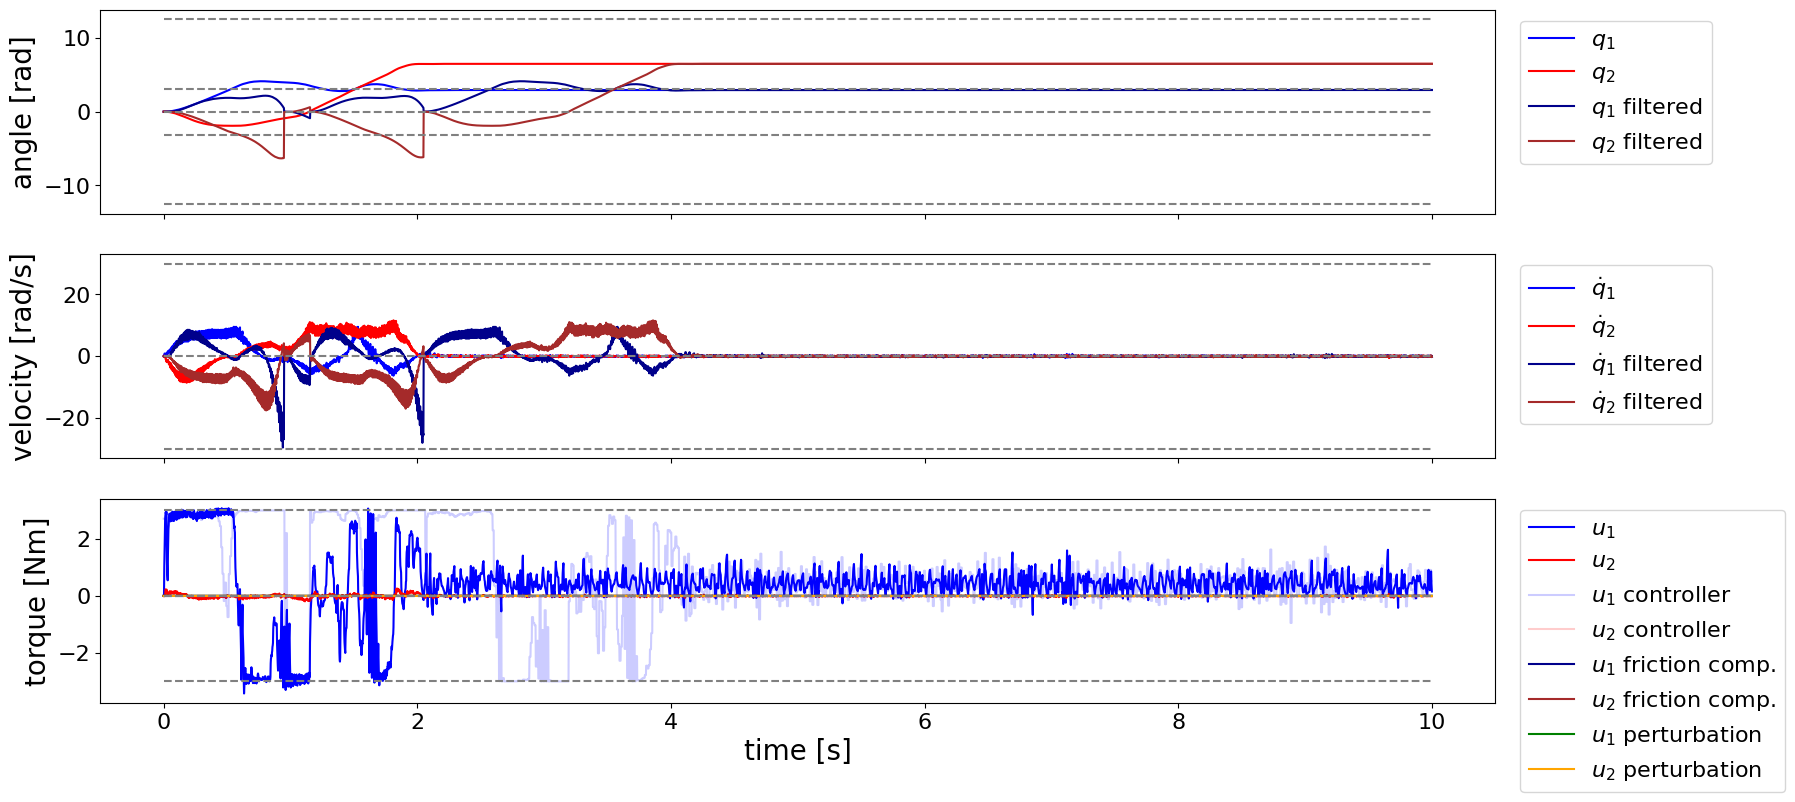 angle [rad]
10
0
−10
q₁
q₂
q₁ filtered
q₂ filtered
velocity [rad/s]
20
0
−20
q̇₁
q̇₂
q̇₁ filtered
q̇₂ filtered
torque [Nm]
2
0
−2
0 2 4 6 8 10
time [s]
u₁
u₂
u₁ controller
u₂ controller
u₁ friction comp.
u₂ friction comp.
u₁ perturbation
u₂ perturbation